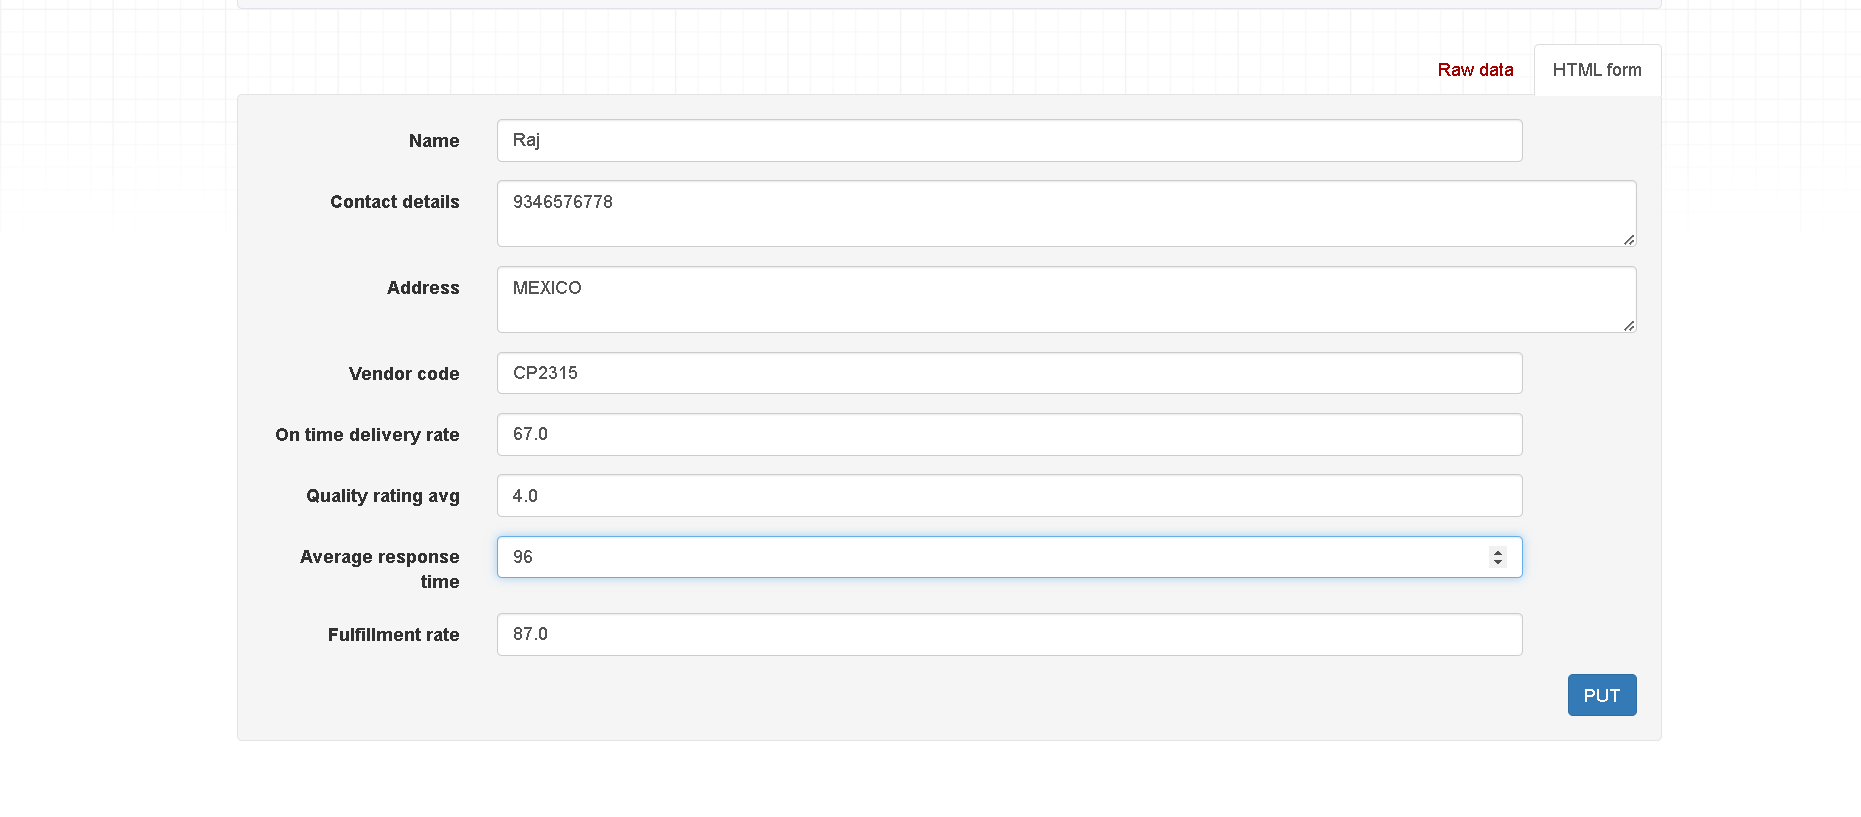 Raw data
HTML form
Name
Raj
Contact details
9346576778
Address
MEXICO
Vendor code
CP2315
On time delivery rate
67.0
Quality rating avg
4.0
Average response
time
96
Fulfillment rate
87.0
PUT